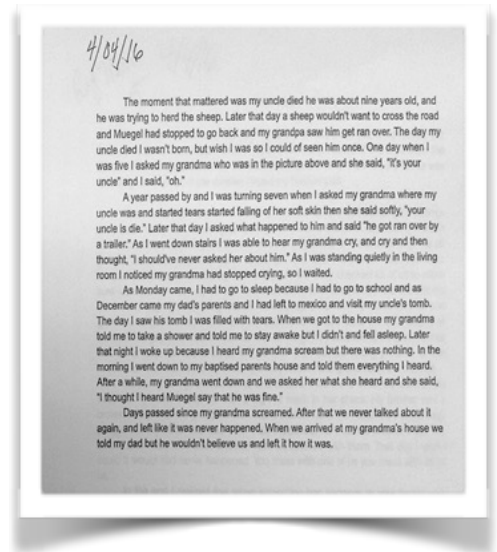 4/04/16
The moment that mattered was my uncle died he was about nine years old, and
he was trying to herd the sheep. Later that day a sheep wouldn't want to cross the road
and Muegel had stopped to go back and my grandpa saw him get ran over. The day my
uncle died I wasn't born, but wish I was so I could of seen him once. One day when I
was five I asked my grandma who was in the picture above and she said, "it's your
uncle" and I said, "oh."
A year passed by and I was turning seven when I asked my grandma where my
uncle was and started tears started falling of her soft skin then she said softly, "your
uncle is die." Later that day I asked what happened to him and said "he got ran over by
a trailer." As I went down stairs I was able to hear my grandma cry, and cry and then
thought, "I should've never asked her about him." As I was standing quietly in the living
room I noticed my grandma had stopped crying, so I waited.
As Monday came, I had to go to sleep because I had to go to school and as
December came my dad's parents and I had left to mexico and visit my uncle's tomb.
The day I saw his tomb I was filled with tears. When we got to the house my grandma
told me to take a shower and told me to stay awake but I didn't and fell asleep. Later
that night I woke up because I heard my grandma scream but there was nothing. In the
morning I went down to my baptised parents house and told them everything I heard.
After a while, my grandma went down and we asked her what she heard and she said,
"I thought I heard Muegel say that he was fine."
Days passed since my grandma screamed. After that we never talked about it
again, and left like it was never happened. When we arrived at my grandma's house we
told my dad but he wouldn't believe us and left it how it was.